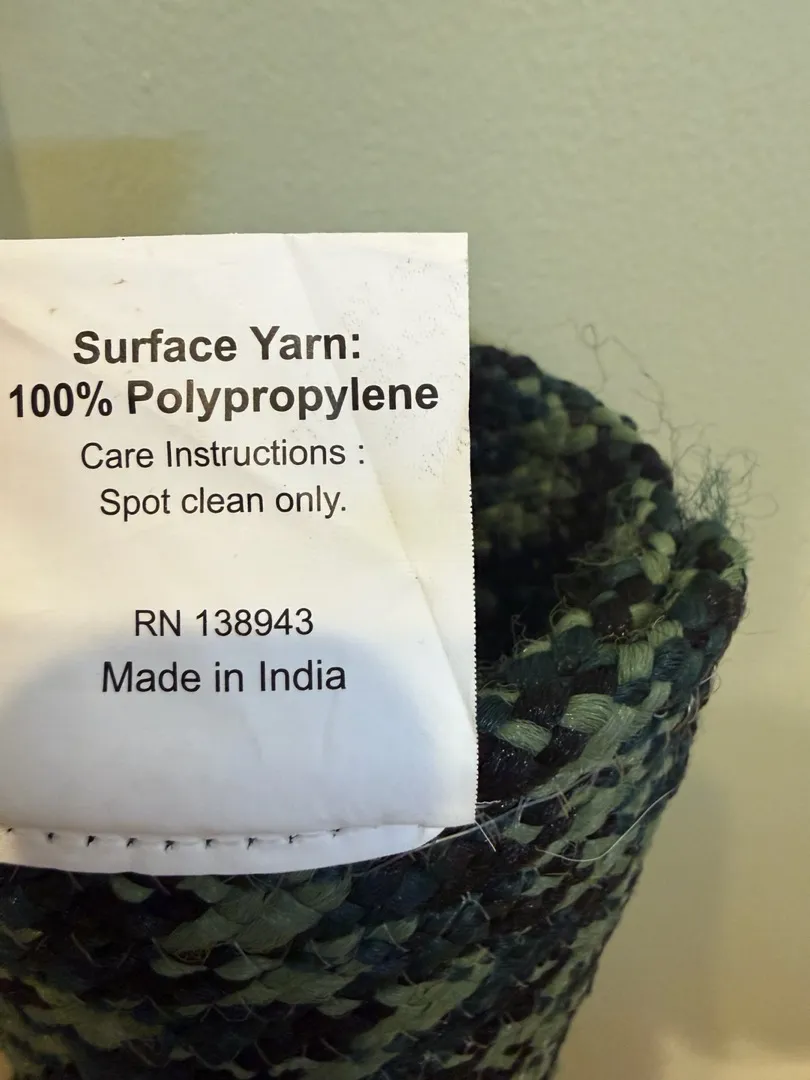 Surface Yarn:
100% Polypropylene
Care Instructions :
Spot clean only.
RN 138943
Made in India